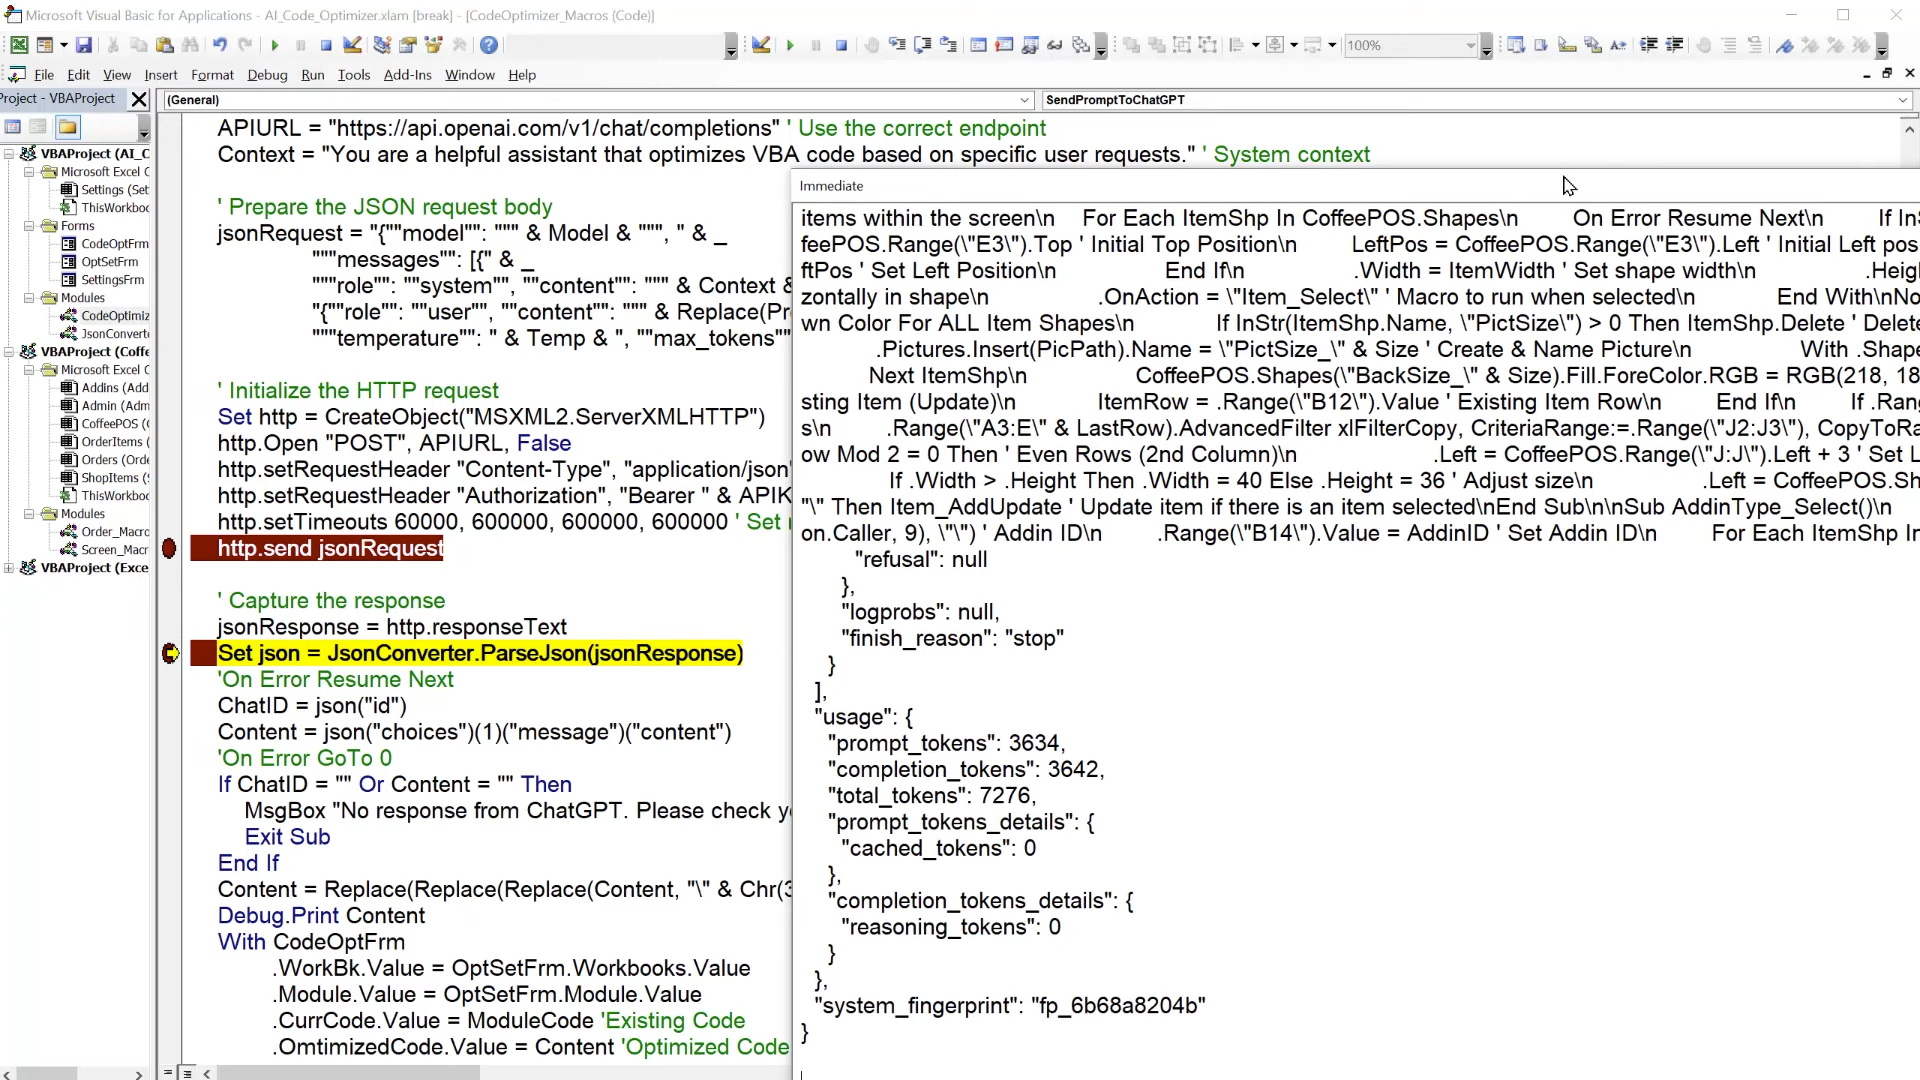 Microsoft Visual Basic for Applications - AI_Code_Optimizer.xlam [break] - [CodeOptimizer_Macros (Code)]
100%
File Edit View Insert Format Debug Run Tools Add-Ins Window Help
Project - VBAProject
(General)
SendPromptToChatGPT
VBAProject (AI_C
Microsoft Excel O
Settings (Set
ThisWorkboo
Forms
CodeOptFrm
OptSetFrm
SettingsFrm
Modules
CodeOptimiz
JsonConverte
VBAProject (Coffe
Microsoft Excel O
Addins (Add
Admin (Adm
CoffeePOS (
OrderItems (
Orders (Orde
ShopItems (
ThisWorkboo
Modules
Order_Macro
Screen_Macr
VBAProject (Exce
APIURL = "https://api.openai.com/v1/chat/completions" ' Use the correct endpoint
Context = "You are a helpful assistant that optimizes VBA code based on specific user requests." ' System context
' Prepare the JSON request body
jsonRequest = "{""model"": """ & Model & """, " & _
"""messages"": [{" & _
"""role"": ""system"", ""content"": """ & Context &
"{""role"": ""user"", ""content"": """ & Replace(Pr
"""temperature"": " & Temp & ", ""max_tokens""
' Initialize the HTTP request
Set http = CreateObject("MSXML2.ServerXMLHTTP")
http.Open "POST", APIURL, False
http.setRequestHeader "Content-Type", "application/json"
http.setRequestHeader "Authorization", "Bearer " & APIK
http.setTimeouts 60000, 600000, 600000, 600000 ' Set
http.send jsonRequest
' Capture the response
jsonResponse = http.responseText
Set json = JsonConverter.ParseJson(jsonResponse)
'On Error Resume Next
ChatID = json("id")
Content = json("choices")(1)("message")("content")
'On Error GoTo 0
If ChatID = "" Or Content = "" Then
MsgBox "No response from ChatGPT. Please check y
Exit Sub
End If
Content = Replace(Replace(Replace(Content, "\" & Chr(3
Debug.Print Content
With CodeOptFrm
.WorkBk.Value = OptSetFrm.Workbooks.Value
.Module.Value = OptSetFrm.Module.Value
.CurrCode.Value = ModuleCode 'Existing Code
.OmtimizedCode.Value = Content 'Optimized Code
Immediate
items within the screen\n For Each ItemShp In CoffeePOS.Shapes\n On Error Resume Next\n If InS
feePOS.Range(\"E3\").Top ' Initial Top Position\n LeftPos = CoffeePOS.Range(\"E3\").Left ' Initial Left pos
ftPos ' Set Left Position\n End If\n .Width = ItemWidth ' Set shape width\n .Heig
zontally in shape\n .OnAction = \"Item_Select\" ' Macro to run when selected\n End With\nNo
wn Color For ALL Item Shapes\n If InStr(ItemShp.Name, \"PictSize\") > 0 Then ItemShp.Delete ' Delete
.Pictures.Insert(PicPath).Name = \"PictSize_\" & Size ' Create & Name Picture\n With .Shape
Next ItemShp\n CoffeePOS.Shapes(\"BackSize_\" & Size).Fill.ForeColor.RGB = RGB(218, 18
sting Item (Update)\n ItemRow = .Range(\"B12\").Value ' Existing Item Row\n End If\n If .Ran
s\n .Range(\"A3:E\" & LastRow).AdvancedFilter xlFilterCopy, CriteriaRange:=.Range(\"J2:J3\"), CopyToRa
ow Mod 2 = 0 Then ' Even Rows (2nd Column)\n .Left = CoffeePOS.Range(\"J:J\").Left + 3 ' Set L
If .Width > .Height Then .Width = 40 Else .Height = 36 ' Adjust size\n .Left = CoffeePOS.Sh
"\" Then Item_AddUpdate ' Update item if there is an item selected\nEnd Sub\n\nSub AddinType_Select()\n
on.Caller, 9), \"\") ' Addin ID\n .Range(\"B14\").Value = AddinID ' Set Addin ID\n For Each ItemShp In
"refusal": null
},
"logprobs": null,
"finish_reason": "stop"
}
],
"usage": {
"prompt_tokens": 3634,
"completion_tokens": 3642,
"total_tokens": 7276,
"prompt_tokens_details": {
"cached_tokens": 0
},
"completion_tokens_details": {
"reasoning_tokens": 0
}
},
"system_fingerprint": "fp_6b68a8204b"
}